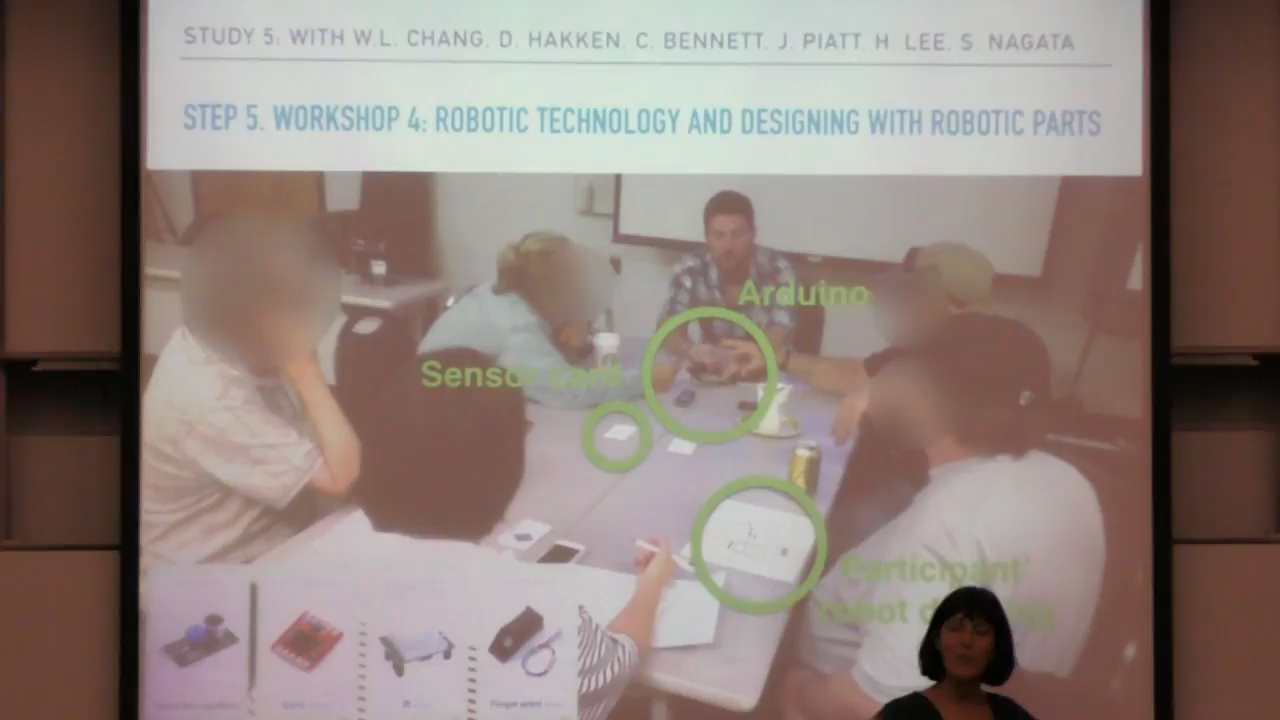 STUDY 5: WITH W.L. CHANG, D. HAKKEN, C. BENNETT, J. PIATT, H. LEE, S. NAGATA
STEP 5. WORKSHOP 4: ROBOTIC TECHNOLOGY AND DESIGNING WITH ROBOTIC PARTS
Arduino
Sensor card
Participant'
robot
Finger